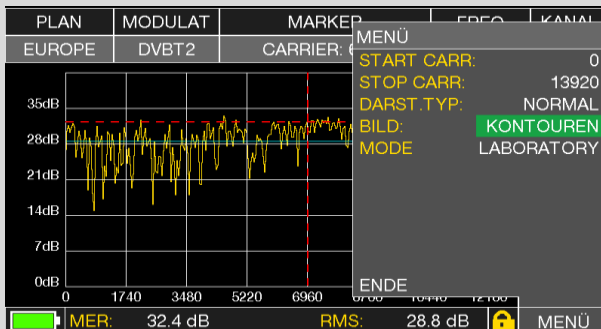 PLAN MODULAT MARKER FREQ KANAL
EUROPE DVBT2 CARRIER:
MENÜ
START CARR: 0
STOP CARR: 13920
DARST.TYP: NORMAL
BILD: KONTOUREN
MODE LABORATORY
ENDE
35dB
28dB
21dB
14dB
7dB
0dB
0 1740 3480 5220 6960
MER: 32.4 dB RMS: 28.8 dB MENÜ